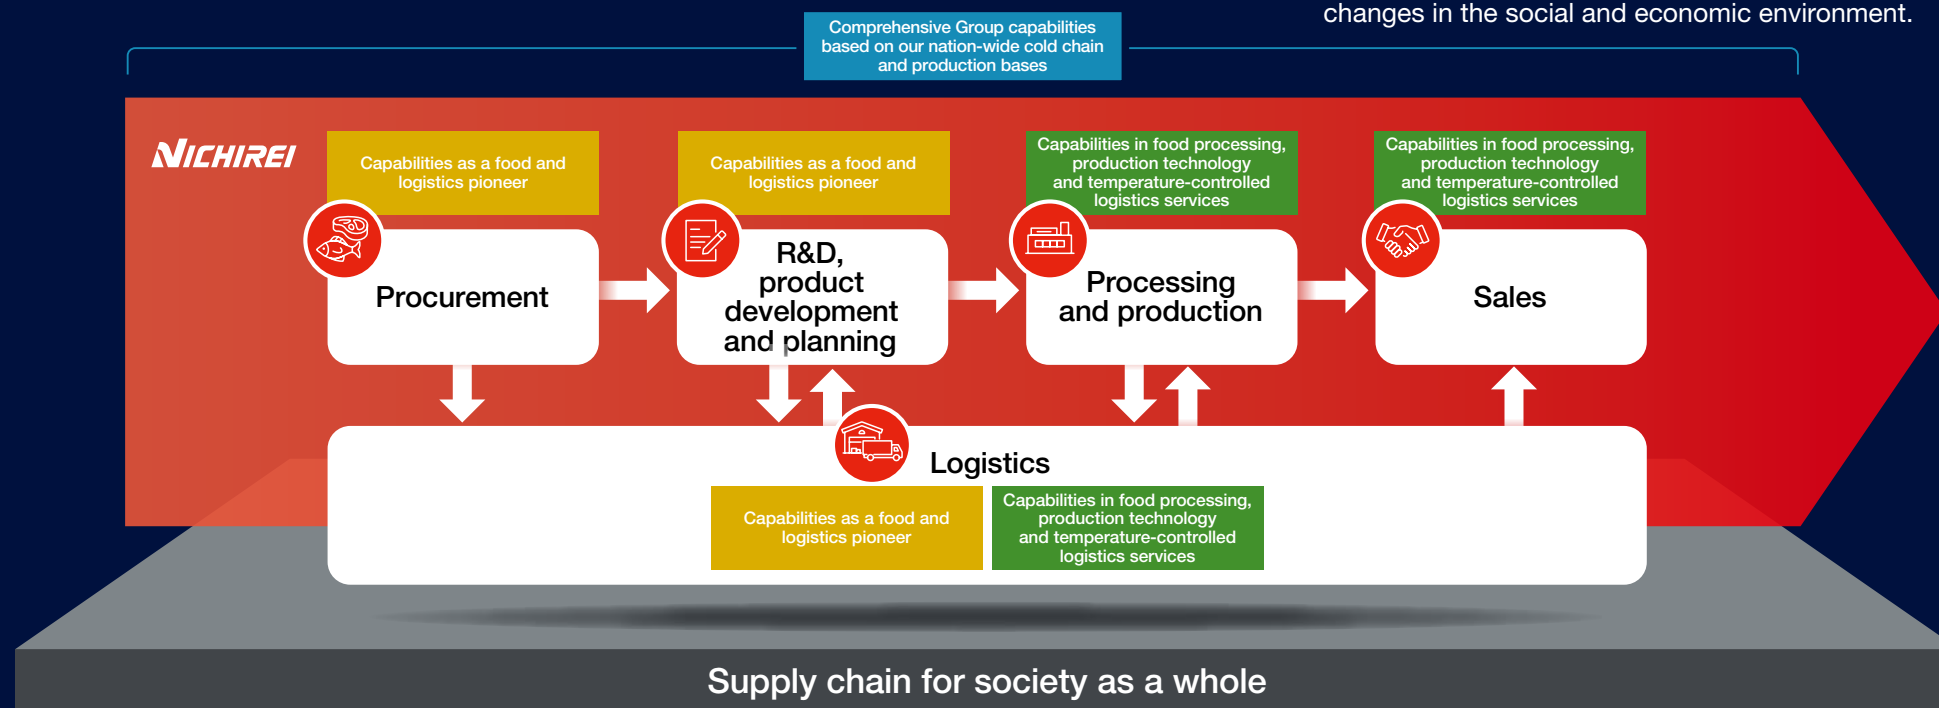 changes in the social and economic environment.
Comprehensive Group capabilities
based on our nation-wide cold chain
and production bases
NICHIREI
Capabilities as a food and
logistics pioneer
Capabilities as a food and
logistics pioneer
Capabilities in food processing,
production technology
and temperature-controlled
logistics services
Capabilities in food processing,
production technology
and temperature-controlled
logistics services
Procurement
R&D,
product
development
and planning
Processing
and production
Sales
Logistics
Capabilities as a food and
logistics pioneer
Capabilities in food processing,
production technology
and temperature-controlled
logistics services
Supply chain for society as a whole